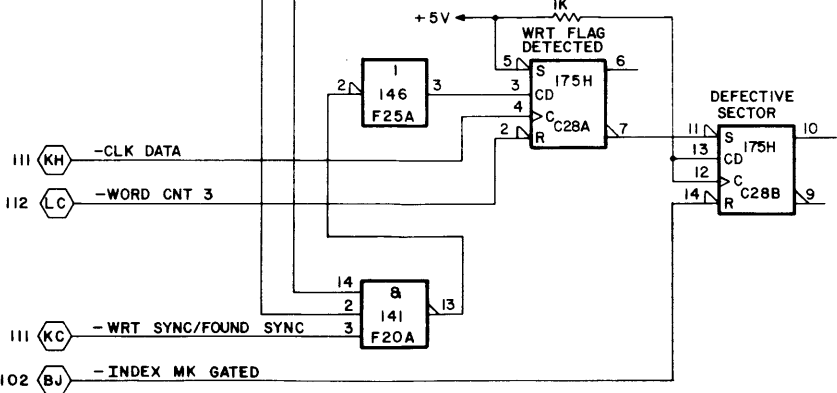 1K
+5V
WRT FLAG
DETECTED
5 S 175H 6
2 1 3
146
F25A
3 CD
4 C C28A
2 R 7
DEFECTIVE
SECTOR
11 S 175H 10
13 CD
12 C C28B
14 R 9
111 KH -CLK DATA
112 LC -WORD CNT 3
14 &
2 141 13
3 F20A
111 KC -WRT SYNC/FOUND SYNC
102 BJ -INDEX MK GATED